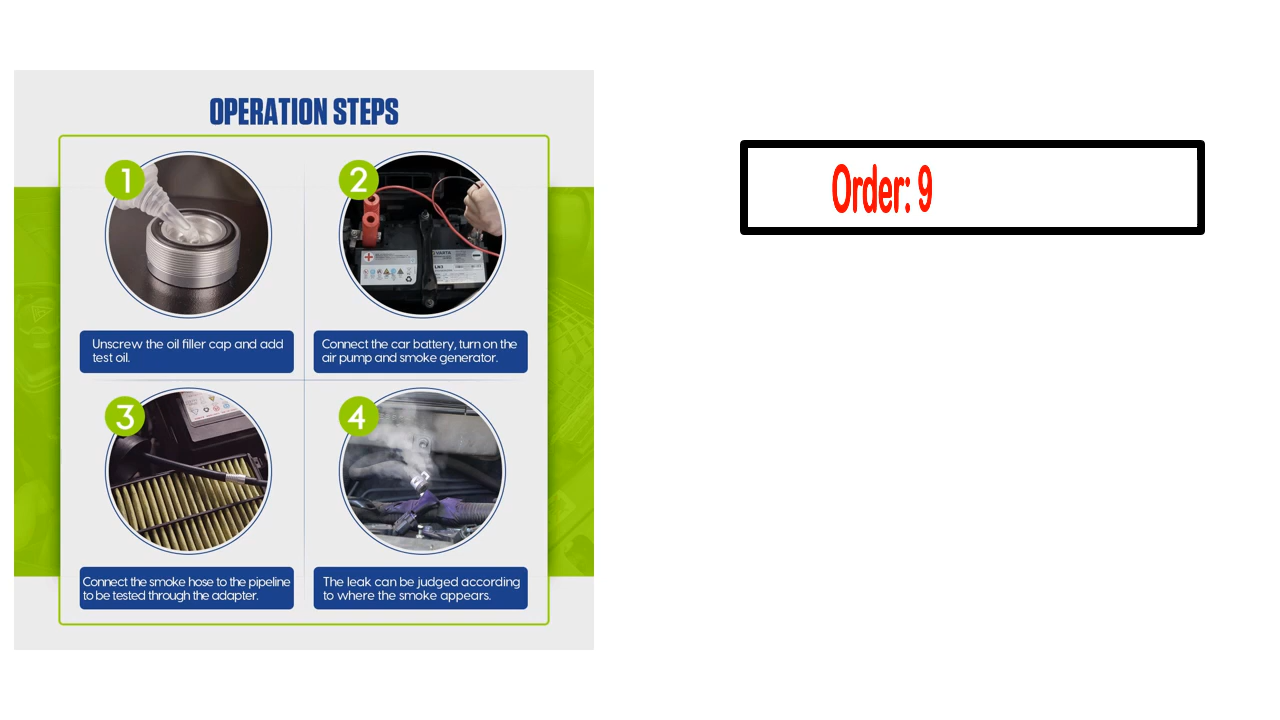 OPERATION STEPS
1
2
Unscrew the oil filler cap and add
test oil.
Connect the car battery, turn on the
air pump and smoke generator.
3
4
Connect the smoke hose to the pipeline
to be tested through the adapter.
The leak can be judged according
to where the smoke appears.
Order: 9